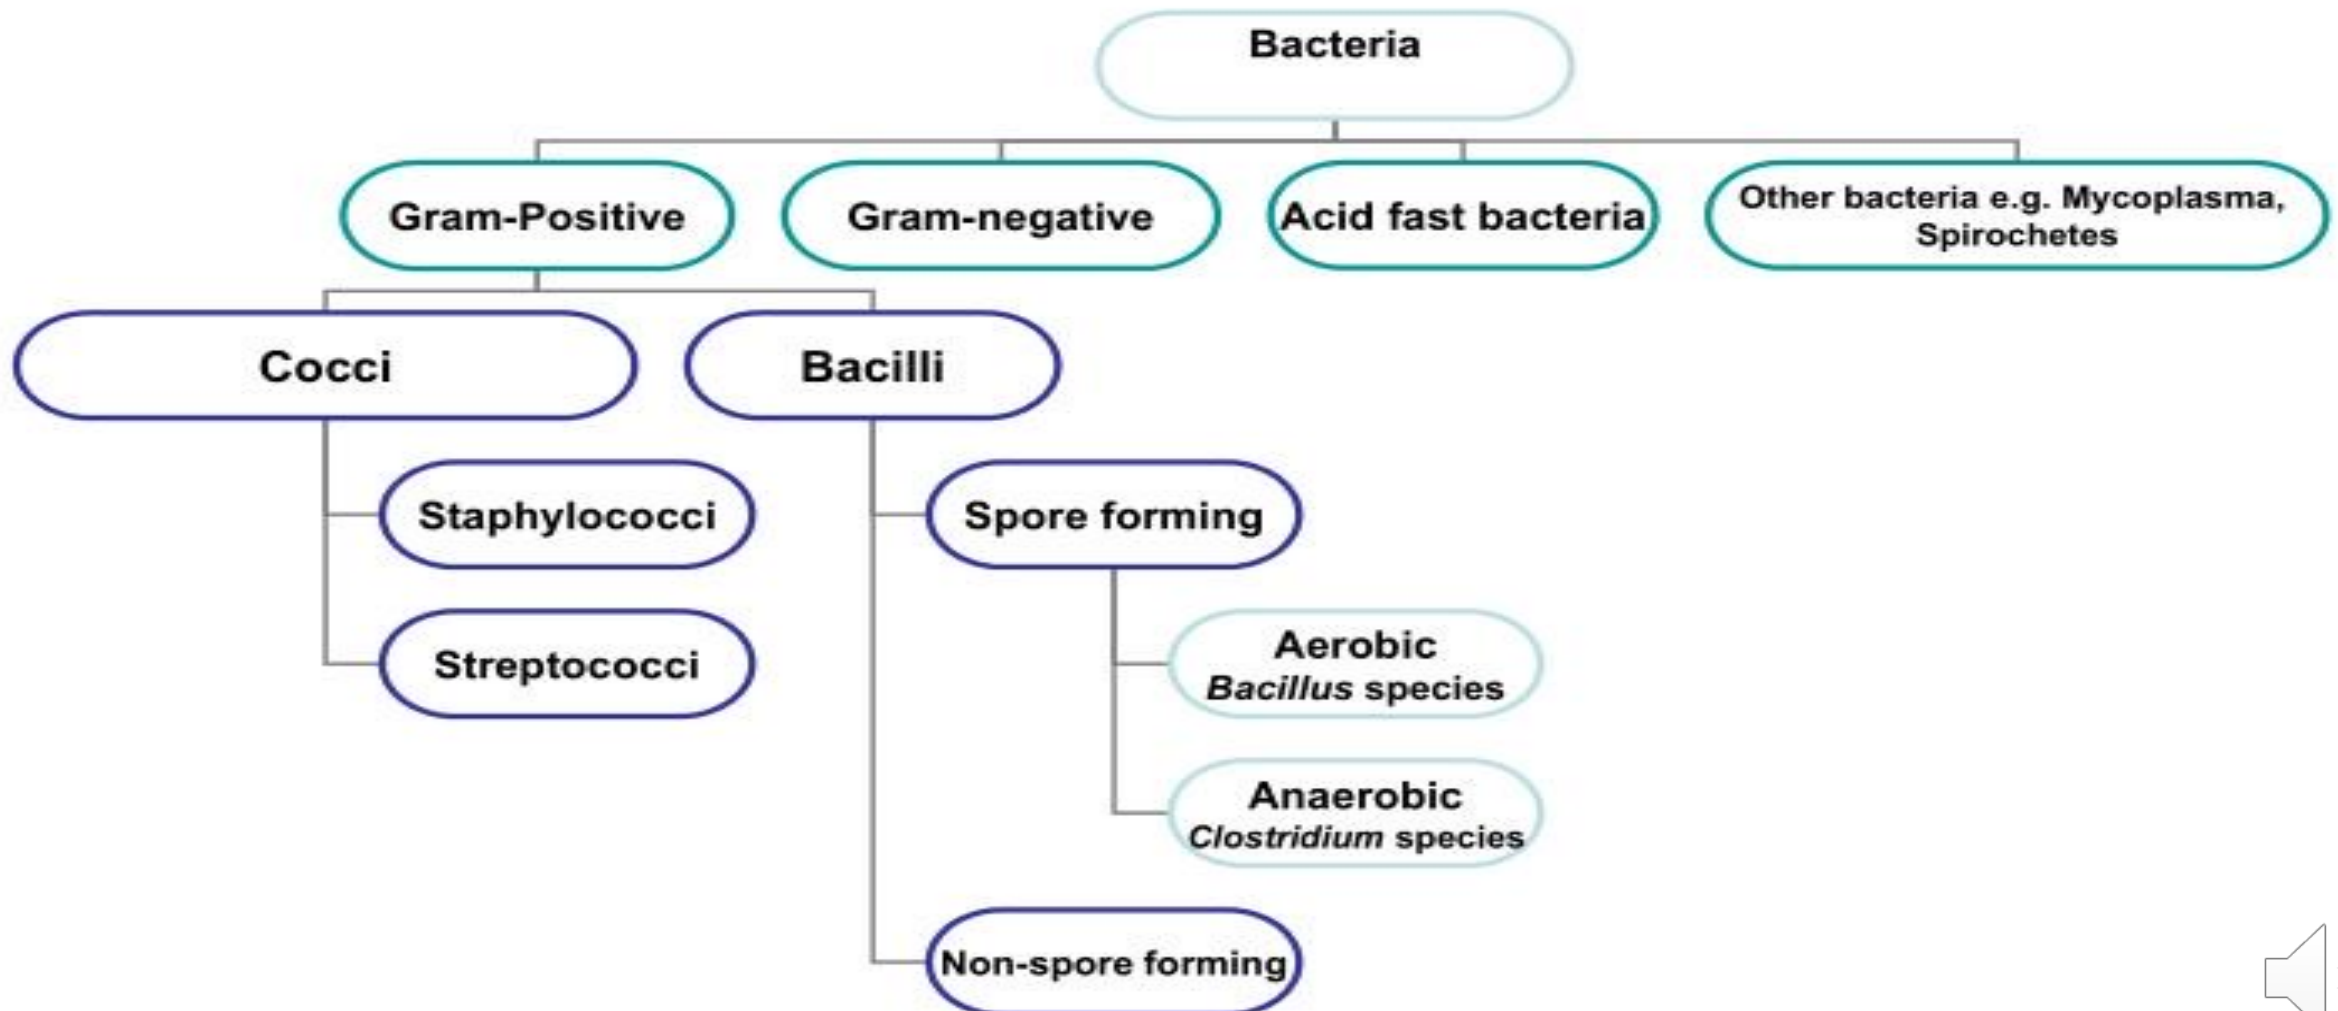 Bacteria
Gram-Positive
Gram-negative
Acid fast bacteria
Other bacteria e.g. Mycoplasma,
Spirochetes
Cocci
Bacilli
Staphylococci
Spore forming
Streptococci
Aerobic
Bacillus species
Anaerobic
Clostridium species
Non-spore forming